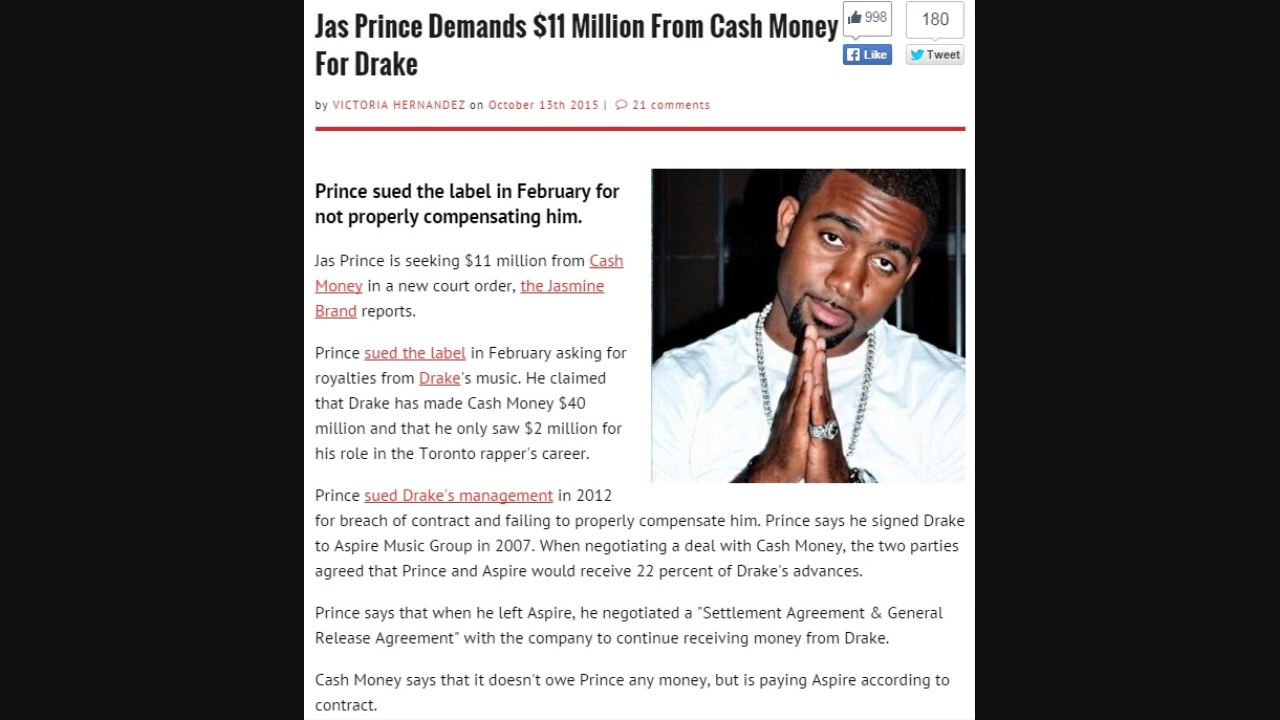 Jas Prince Demands $11 Million From Cash Money
For Drake
998
Like
180
Tweet
by VICTORIA HERNANDEZ on October 13th 2015 | 21 comments
Prince sued the label in February for
not properly compensating him.
Jas Prince is seeking $11 million from Cash
Money in a new court order, the Jasmine
Brand reports.
Prince sued the label in February asking for
royalties from Drake's music. He claimed
that Drake has made Cash Money $40
million and that he only saw $2 million for
his role in the Toronto rapper's career.
Prince sued Drake's management in 2012
for breach of contract and failing to properly compensate him. Prince says he signed Drake
to Aspire Music Group in 2007. When negotiating a deal with Cash Money, the two parties
agreed that Prince and Aspire would receive 22 percent of Drake's advances.
Prince says that when he left Aspire, he negotiated a "Settlement Agreement & General
Release Agreement" with the company to continue receiving money from Drake.
Cash Money says that it doesn't owe Prince any money, but is paying Aspire according to
contract.